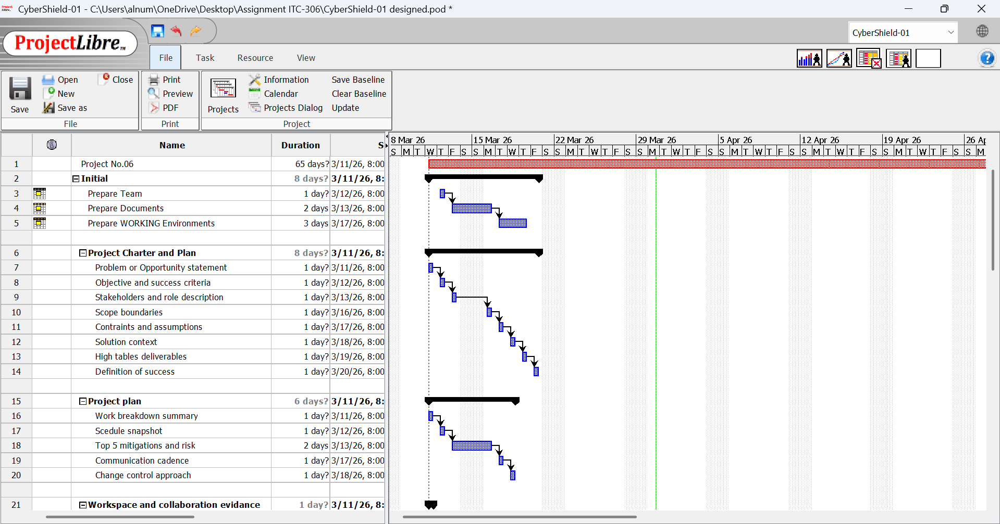 CyberShield-01 - C:\Users\alnum\OneDrive\Desktop\Assignment ITC-306\CyberShield-01 designed.pod *
ProjectLibre™
CyberShield-01
File Task Resource View
Save
Open
New
Save as
Close
File
Print
Preview
PDF
Print
Projects
Information
Calendar
Projects Dialog
Save Baseline
Clear Baseline
Update
Project
Name Duration S
8 Mar 26 15 Mar 26 22 Mar 26 29 Mar 26 5 Apr 26 12 Apr 26 19 Apr 26 26 Ap
S M T W T F S S M T W T F S S M T W T F S S M T W T F S S M T W T F S S M T W T F S S M T W T F S S M
1 Project No.06 65 days? 3/11/26, 8:00
2 Initial 8 days? 3/11/26, 8:
3 Prepare Team 1 day? 3/12/26, 8:00
4 Prepare Documents 2 days 3/13/26, 8:00
5 Prepare WORKING Environments 3 days 3/17/26, 8:00
6 Project Charter and Plan 8 days? 3/11/26, 8:
7 Problem or Opportunity statement 1 day? 3/11/26, 8:00
8 Objective and success criteria 1 day? 3/12/26, 8:00
9 Stakeholders and role description 1 day? 3/13/26, 8:00
10 Scope boundaries 1 day? 3/16/26, 8:00
11 Contraints and assumptions 1 day? 3/17/26, 8:00
12 Solution context 1 day? 3/18/26, 8:00
13 High tables deliverables 1 day? 3/19/26, 8:00
14 Definition of success 1 day? 3/20/26, 8:00
15 Project plan 6 days? 3/11/26, 8:
16 Work breakdown summary 1 day? 3/11/26, 8:00
17 Scedule snapshot 1 day? 3/12/26, 8:00
18 Top 5 mitigations and risk 2 days 3/13/26, 8:00
19 Communication cadence 1 day? 3/17/26, 8:00
20 Change control approach 1 day? 3/18/26, 8:00
21 Workspace and collaboration evidence 1 day? 3/11/26, 8: